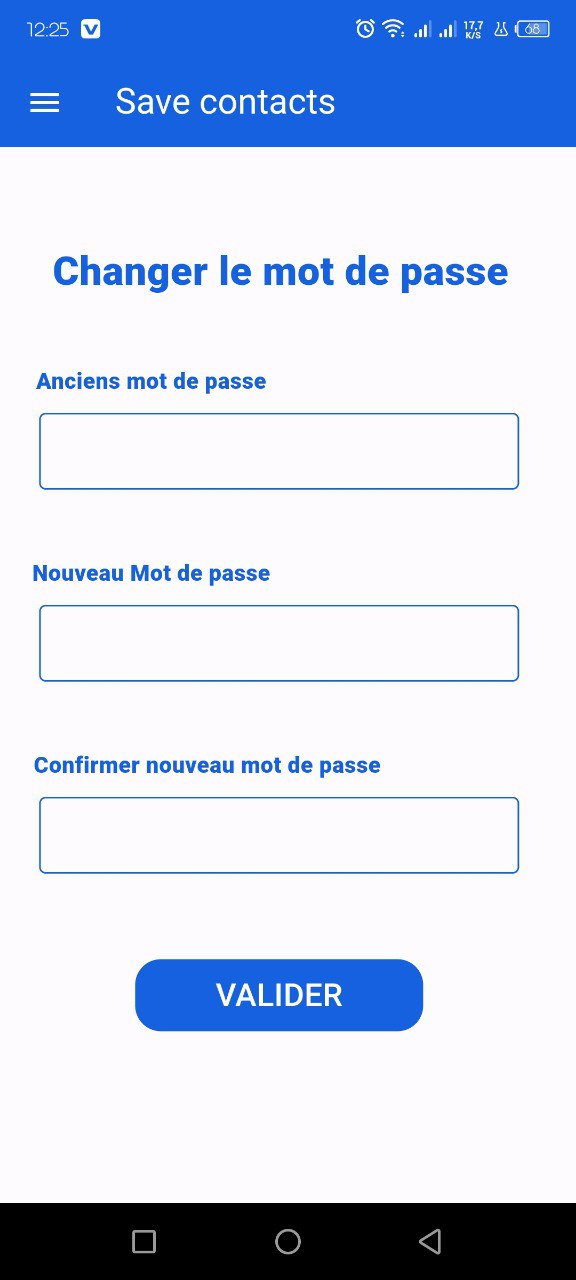 12:25
17,7
K/S
68
Save contacts
Changer le mot de passe
Anciens mot de passe
Nouveau Mot de passe
Confirmer nouveau mot de passe
VALIDER